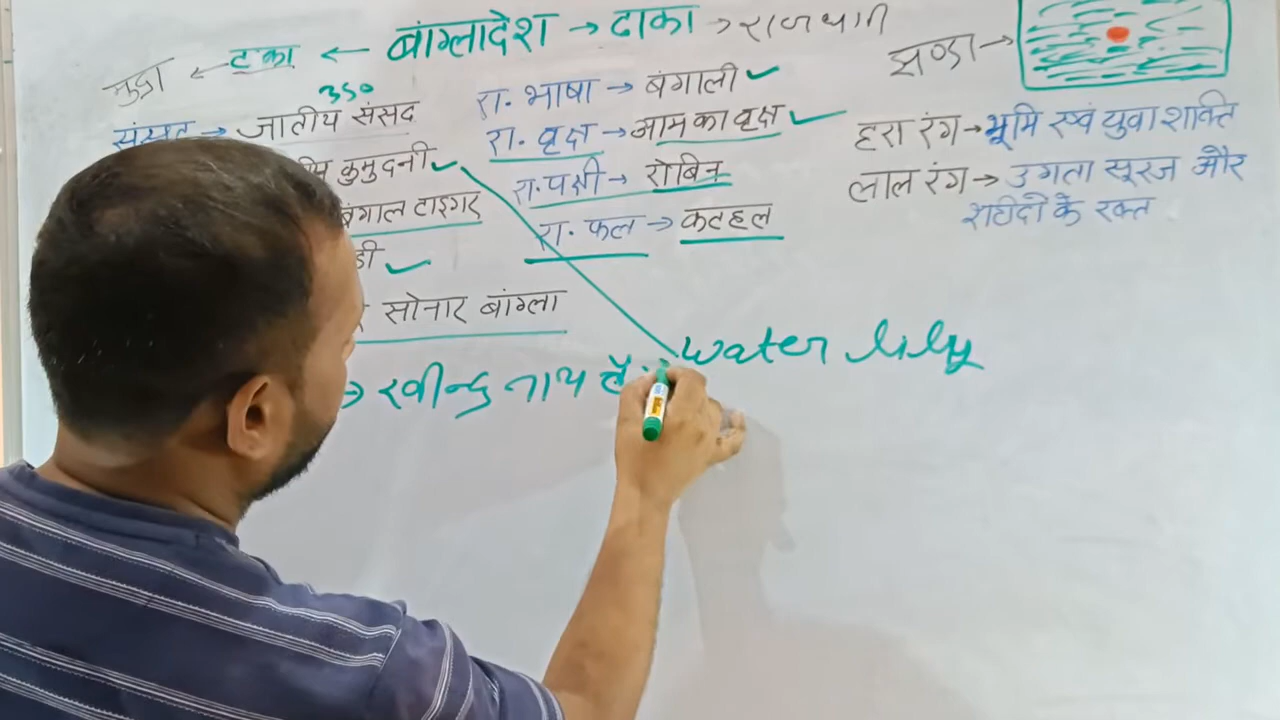 मुद्रा ← टका ← बांग्लादेश → ढाका → राजधानी
झण्डा →
350
संसद → जातीय संसद
कुमुदनी ✓
बंगाल टाइगर
✓
सोनार बांग्ला
→ रवीन्द्र नाथ
water lily
रा. भाषा → बंगाली ✓
रा. वृक्ष → आम का वृक्ष ✓
रा. पक्षी → रोबिन
रा. फल → कटहल
हरा रंग → भूमि एवं युवा शक्ति
लाल रंग → उगता सूरज और
शहीदों के रक्त